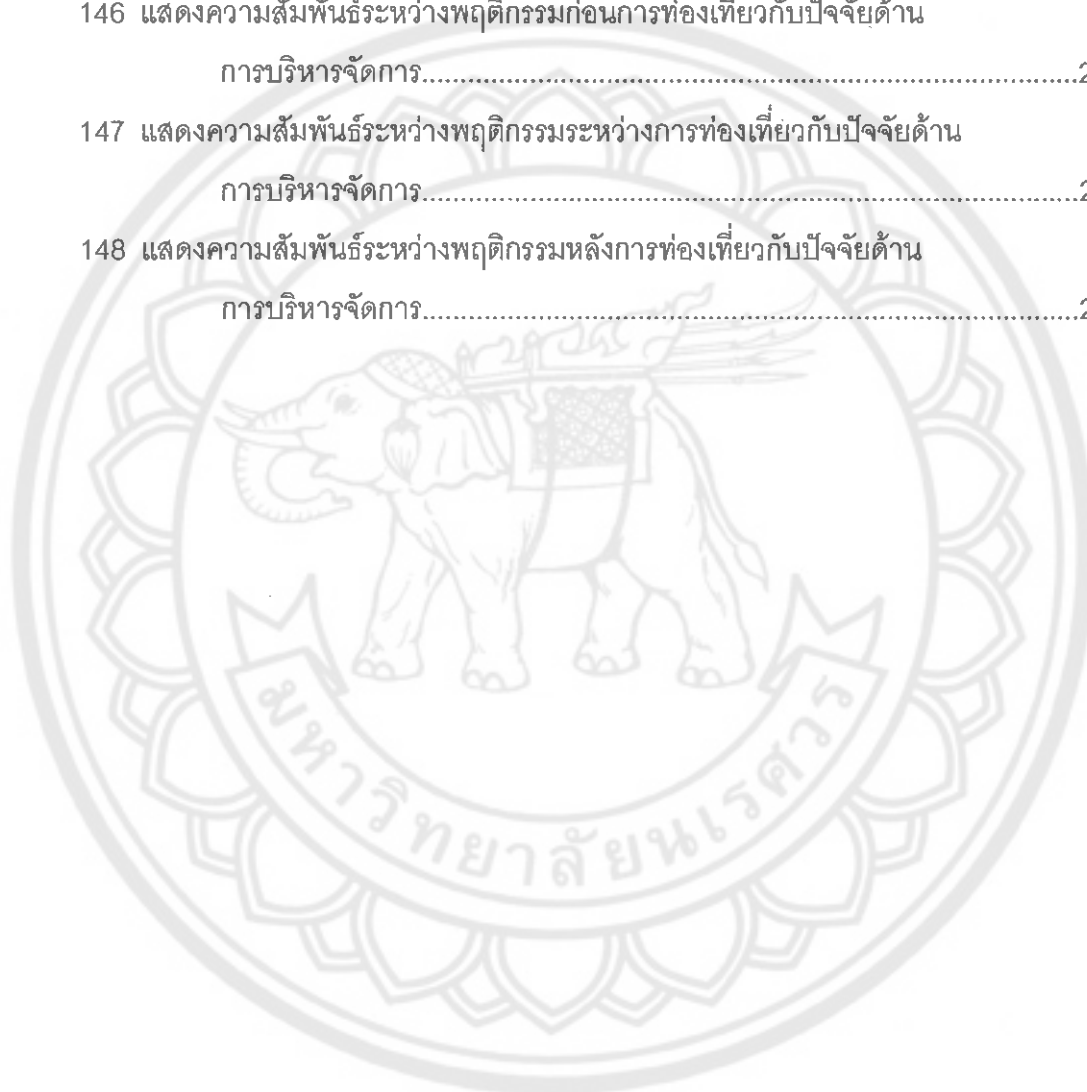 146 แสดงความสัมพันธ์ระหว่างพฤติกรรมก่อนการท่องเที่ยวกับปัจจัยด้าน
การบริหารจัดการ..............................................................................2
147 แสดงความสัมพันธ์ระหว่างพฤติกรรมระหว่างการท่องเที่ยวกับปัจจัยด้าน
การบริหารจัดการ..............................................................................2
148 แสดงความสัมพันธ์ระหว่างพฤติกรรมหลังการท่องเที่ยวกับปัจจัยด้าน
การบริหารจัดการ..............................................................................2
มหาวิทยาลัยนเรศวร